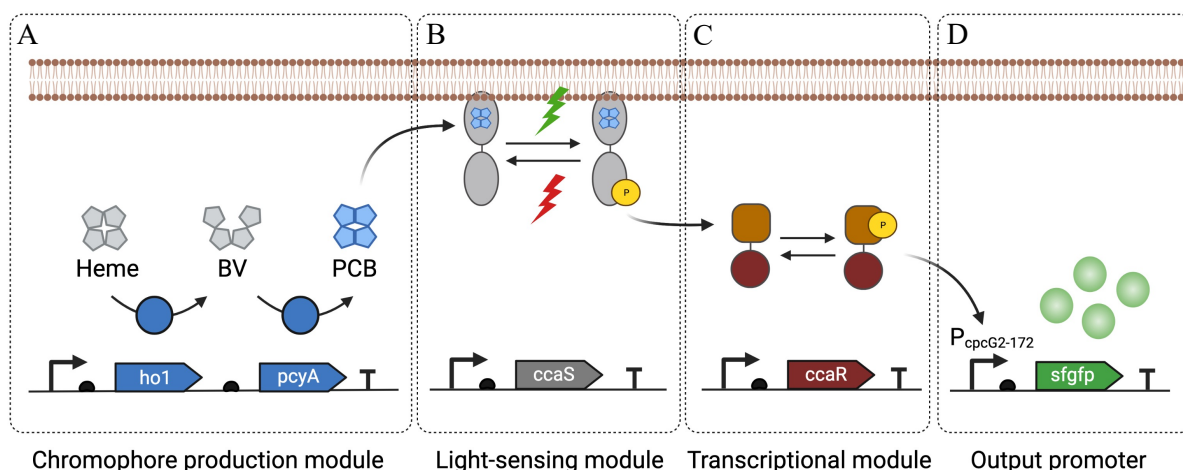 A
B
C
D
P
P
Heme
BV
PCB
P_cpcG2-172
ho1
pcyA
ccaS
ccaR
sfgfp
Chromophore production module
Light-sensing module
Transcriptional module
Output promoter